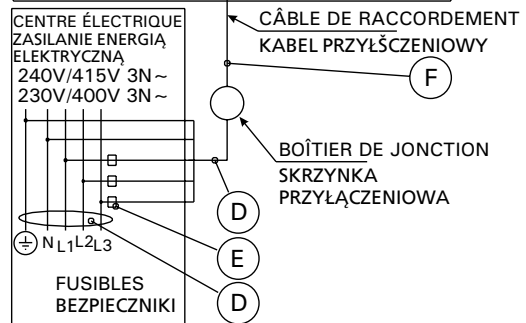 CENTRE ÉLECTRIQUE
ZASILANIE ENERGIĄ
ELEKTRYCZNĄ
240V/415V 3N~
230V/400V 3N~
CÂBLE DE RACCORDEMENT
KABEL PRZYŁŠCZENIOWY
F
BOÎTIER DE JONCTION
SKRZYNKA
PRZYŁĄCZENIOWA
D
E
N L1 L2 L3
FUSIBLES
BEZPIECZNIKI
D